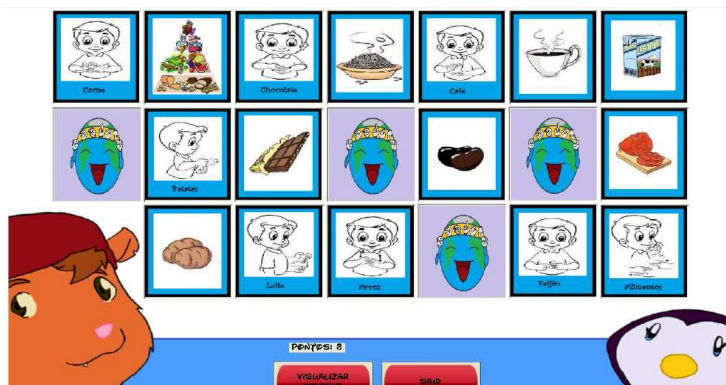 Carne
Chocolate
Café
Batatas
Leite
Arroz
Feijão
Alimentos
PONTOS: 8
VISUALIZAR
SAIR